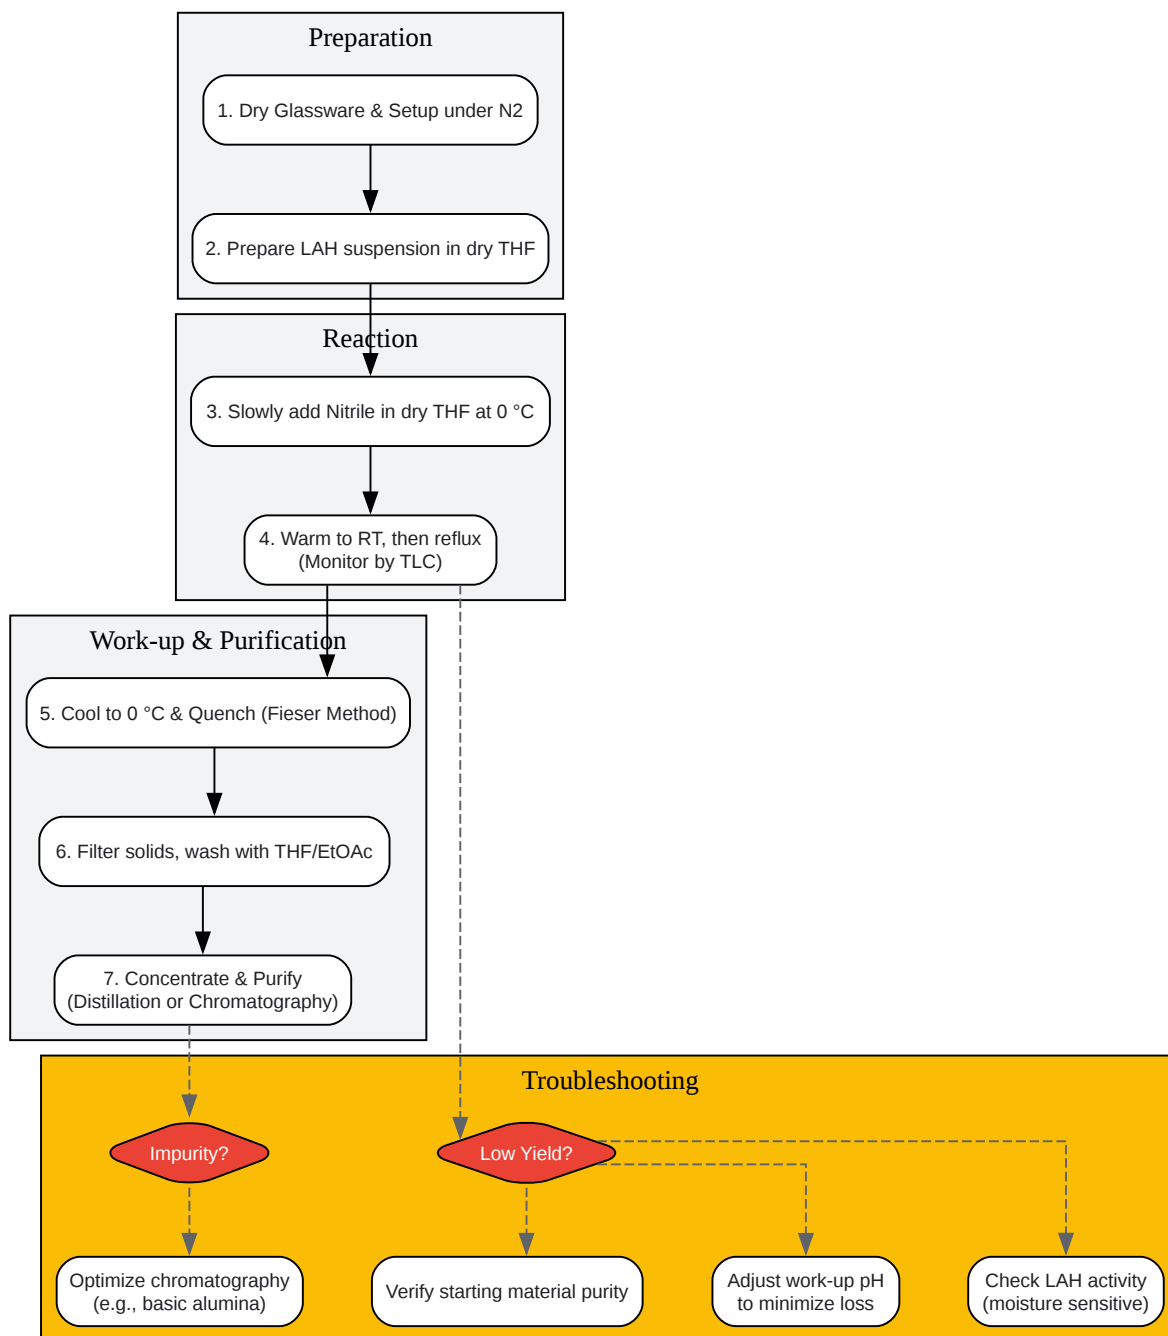 Preparation
1. Dry Glassware & Setup under N2
2. Prepare LAH suspension in dry THF
Reaction
3. Slowly add Nitrile in dry THF at 0 °C
4. Warm to RT, then reflux
(Monitor by TLC)
Work-up & Purification
5. Cool to 0 °C & Quench (Fieser Method)
6. Filter solids, wash with THF/EtOAc
7. Concentrate & Purify
(Distillation or Chromatography)
Troubleshooting
Impurity?
Low Yield?
Optimize chromatography
(e.g., basic alumina)
Verify starting material purity
Adjust work-up pH
to minimize loss
Check LAH activity
(moisture sensitive)